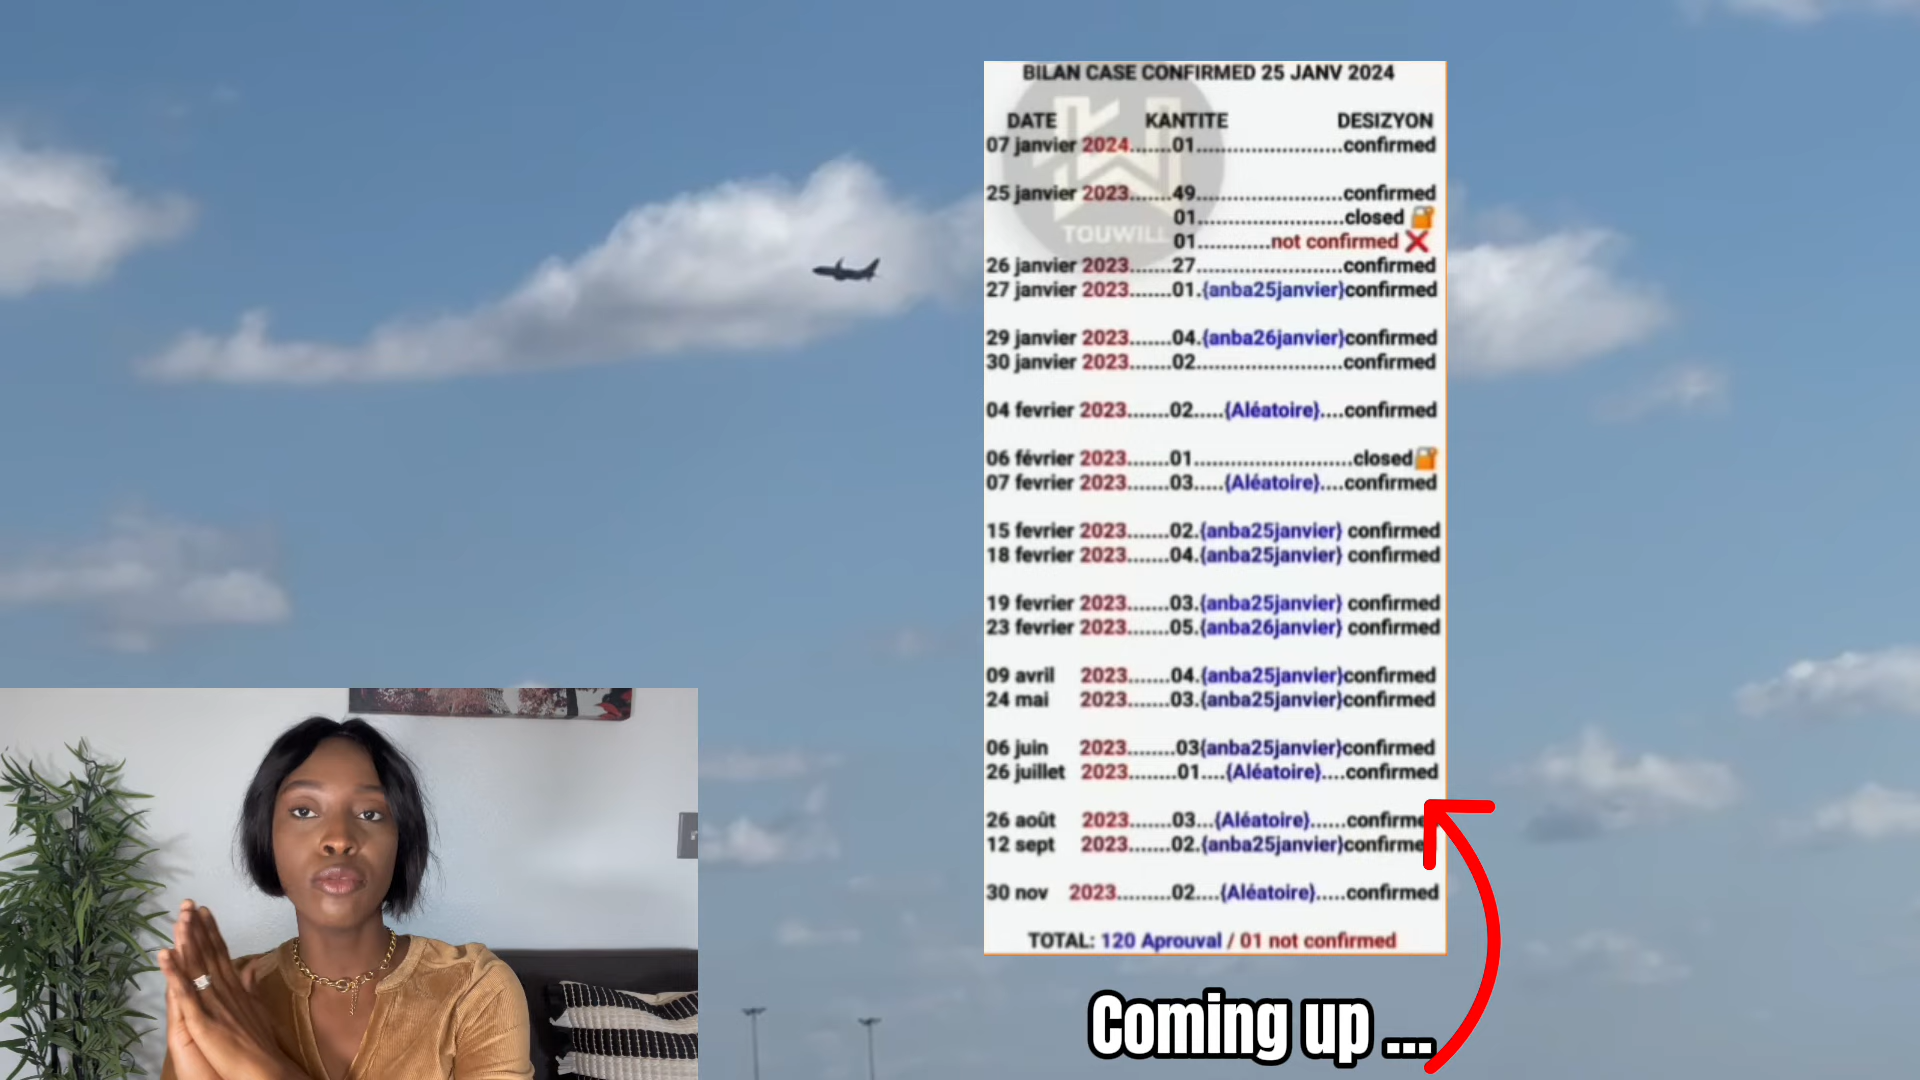 BILAN CASE CONFIRMED 25 JANV 2024
DATE KANTITE DESIZYON
07 janvier 2024.......01........................confirmed
25 janvier 2023.......49........................confirmed
01........................closed 🔐
01............not confirmed ❌
26 janvier 2023.......27........................confirmed
27 janvier 2023.......01.{anba25janvier}confirmed
29 janvier 2023.......04.{anba26janvier}confirmed
30 janvier 2023.......02........................confirmed
04 fevrier 2023.......02.....{Aléatoire}....confirmed
06 février 2023.......01..........................closed🔐
07 fevrier 2023.......03.....{Aléatoire}....confirmed
15 fevrier 2023.......02.{anba25janvier} confirmed
18 fevrier 2023.......04.{anba25janvier} confirmed
19 fevrier 2023.......03.{anba25janvier} confirmed
23 fevrier 2023.......05.{anba26janvier} confirmed
09 avril 2023.......04.{anba25janvier}confirmed
24 mai 2023.......03.{anba25janvier}confirmed
06 juin 2023........03{anba25janvier}confirmed
26 juillet 2023........01....{Aléatoire}....confirmed
26 août 2023.......03...{Aléatoire}......confirme
12 sept 2023.......02.{anba25janvier}confirme
30 nov 2023.........02....{Aléatoire}.....confirmed
TOTAL: 120 Aprouval / 01 not confirmed
TOUWILL
Coming up ...